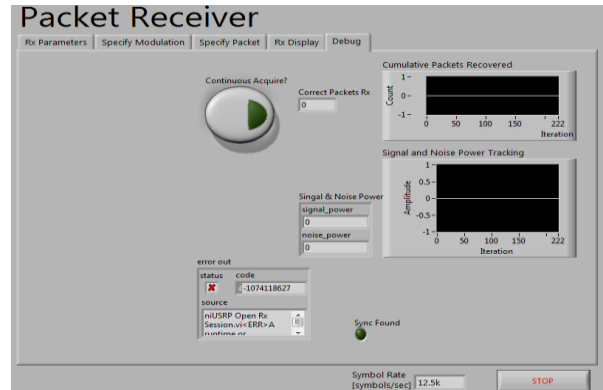 Packet Receiver
Rx Parameters
Specify Modulation
Specify Packet
Rx Display
Debug
Continuous Acquire?
Correct Packets Rx
0
Cumulative Packets Recovered
Count
1
0
-1
0 50 100 150 222
Iteration
Signal and Noise Power Tracking
Amplitude
1
0.5
0
-0.5
-1
0 50 100 150 222
Iteration
Singal & Noise Power
signal_power
0
noise_power
0
error out
status
code
-1074118627
source
niUSRP Open Rx
Session.vi<ERR>A
runtime or
Sync Found
Symbol Rate
[symbols/sec]
12.5k
STOP